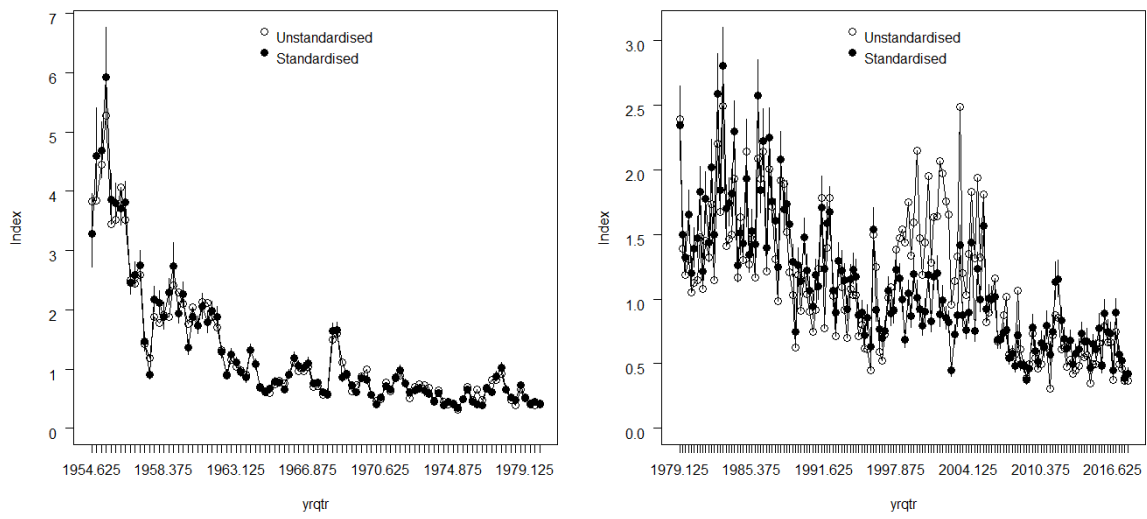 7
6
5
4
3
2
1
0
Index
Unstandardised
Standardised
1954.625 1958.375 1963.125 1966.875 1970.625 1974.875 1979.125
yrqtr
3.0
2.5
2.0
1.5
1.0
0.5
0.0
Index
Unstandardised
Standardised
1979.125 1985.375 1991.625 1997.875 2004.125 2010.375 2016.625
yrqtr